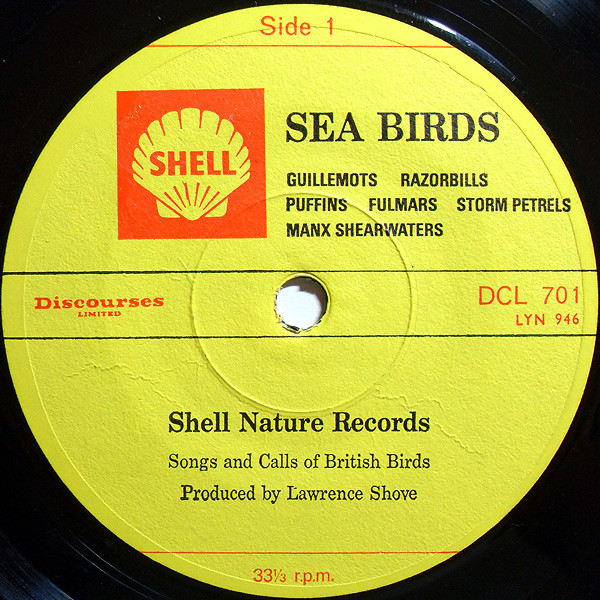 Side 1
SHELL
SEA BIRDS
GUILLEMOTS RAZORBILLS
PUFFINS FULMARS STORM PETRELS
MANX SHEARWATERS
Discourses
LIMITED
DCL 701
LYN 946
Shell Nature Records
Songs and Calls of British Birds
Produced by Lawrence Shove
33⅓ r.p.m.